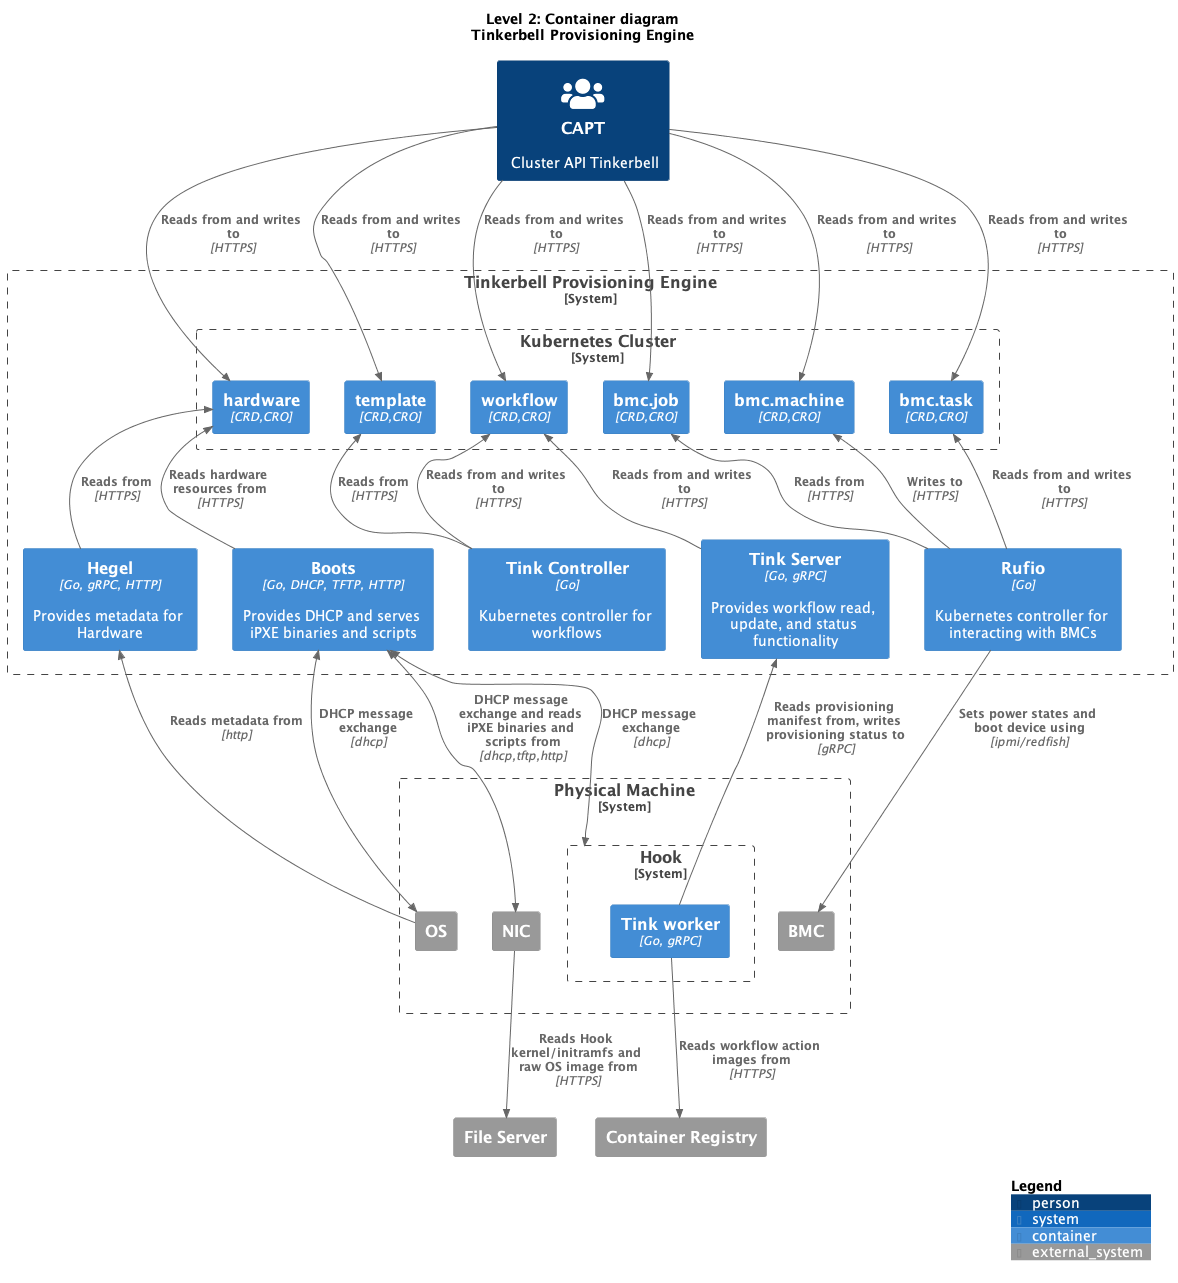 Level 2: Container diagram
Tinkerbell Provisioning Engine
CAPT
Cluster API Tinkerbell
Reads from and writes
to
[HTTPS]
Reads from and writes
to
[HTTPS]
Reads from and writes
to
[HTTPS]
Reads from and writes
to
[HTTPS]
Reads from and writes
to
[HTTPS]
Reads from and writes
to
[HTTPS]
Tinkerbell Provisioning Engine
[System]
Kubernetes Cluster
[System]
hardware
[CRD,CRO]
template
[CRD,CRO]
workflow
[CRD,CRO]
bmc.job
[CRD,CRO]
bmc.machine
[CRD,CRO]
bmc.task
[CRD,CRO]
Reads from
[HTTPS]
Reads hardware
resources from
[HTTPS]
Reads from
[HTTPS]
Reads from and writes
to
[HTTPS]
Reads from and writes
to
[HTTPS]
Reads from
[HTTPS]
Writes to
[HTTPS]
Reads from and writes
to
[HTTPS]
Hegel
[Go, gRPC, HTTP]
Provides metadata for
Hardware
Boots
[Go, DHCP, TFTP, HTTP]
Provides DHCP and serves
iPXE binaries and scripts
Tink Controller
[Go]
Kubernetes controller for
workflows
Tink Server
[Go, gRPC]
Provides workflow read,
update, and status
functionality
Rufio
[Go]
Kubernetes controller for
interacting with BMCs
Reads metadata from
[http]
DHCP message
exchange
[dhcp]
DHCP message
exchange and reads
iPXE binaries and
scripts from
[dhcp,tftp,http]
DHCP message
exchange
[dhcp]
Reads provisioning
manifest from, writes
provisioning status to
[gRPC]
Sets power states and
boot device using
[ipmi/redfish]
Physical Machine
[System]
Hook
[System]
OS
NIC
Tink worker
[Go, gRPC]
BMC
Reads Hook
kernel/initramfs and
raw OS image from
[HTTPS]
Reads workflow action
images from
[HTTPS]
File Server
Container Registry
Legend
person
system
container
external_system